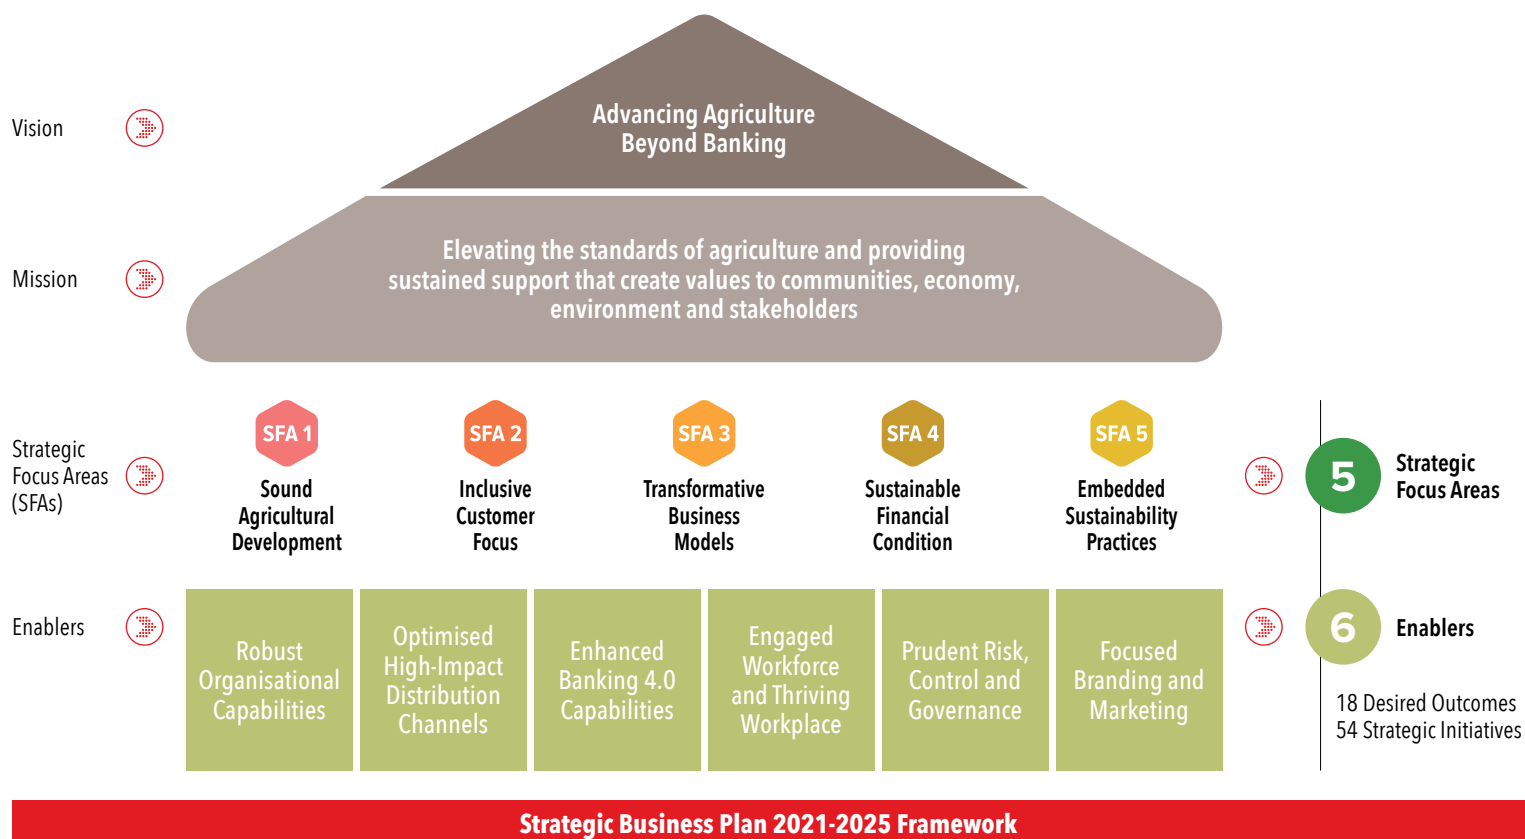 Vision
Advancing Agriculture
Beyond Banking
Mission
Elevating the standards of agriculture and providing
sustained support that create values to communities, economy,
environment and stakeholders
Strategic
Focus Areas
(SFAs)
SFA 1
Sound
Agricultural
Development
SFA 2
Inclusive
Customer
Focus
SFA 3
Transformative
Business
Models
SFA 4
Sustainable
Financial
Condition
SFA 5
Embedded
Sustainability
Practices
5
Strategic
Focus Areas
Enablers
Robust
Organisational
Capabilities
Optimised
High-Impact
Distribution
Channels
Enhanced
Banking 4.0
Capabilities
Engaged
Workforce
and Thriving
Workplace
Prudent Risk,
Control and
Governance
Focused
Branding and
Marketing
6
Enablers
18 Desired Outcomes
54 Strategic Initiatives
Strategic Business Plan 2021-2025 Framework